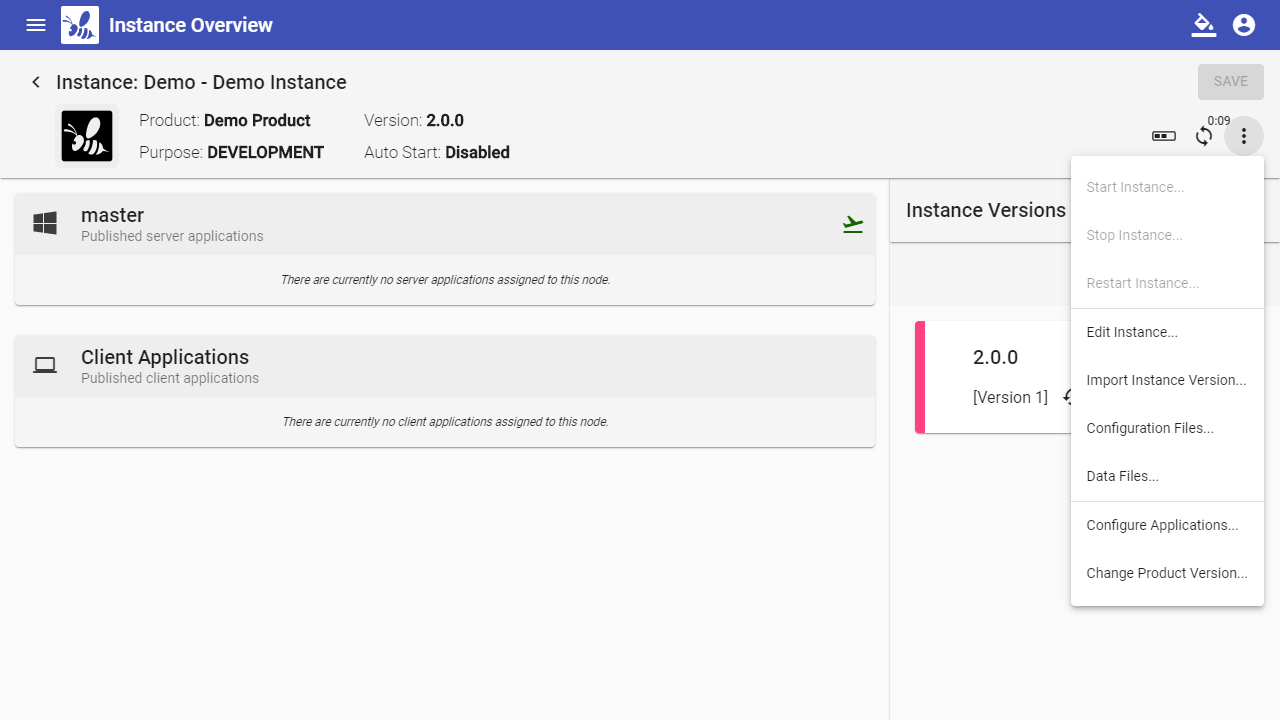 Instance Overview
Instance: Demo - Demo Instance
SAVE
Product: Demo Product
Version: 2.0.0
0:09
Purpose: DEVELOPMENT
Auto Start: Disabled
master
Published server applications
There are currently no server applications assigned to this node.
Client Applications
Published client applications
There are currently no client applications assigned to this node.
Instance Versions
2.0.0
[Version 1]
Start Instance...
Stop Instance...
Restart Instance...
Edit Instance...
Import Instance Version...
Configuration Files...
Data Files...
Configure Applications...
Change Product Version...